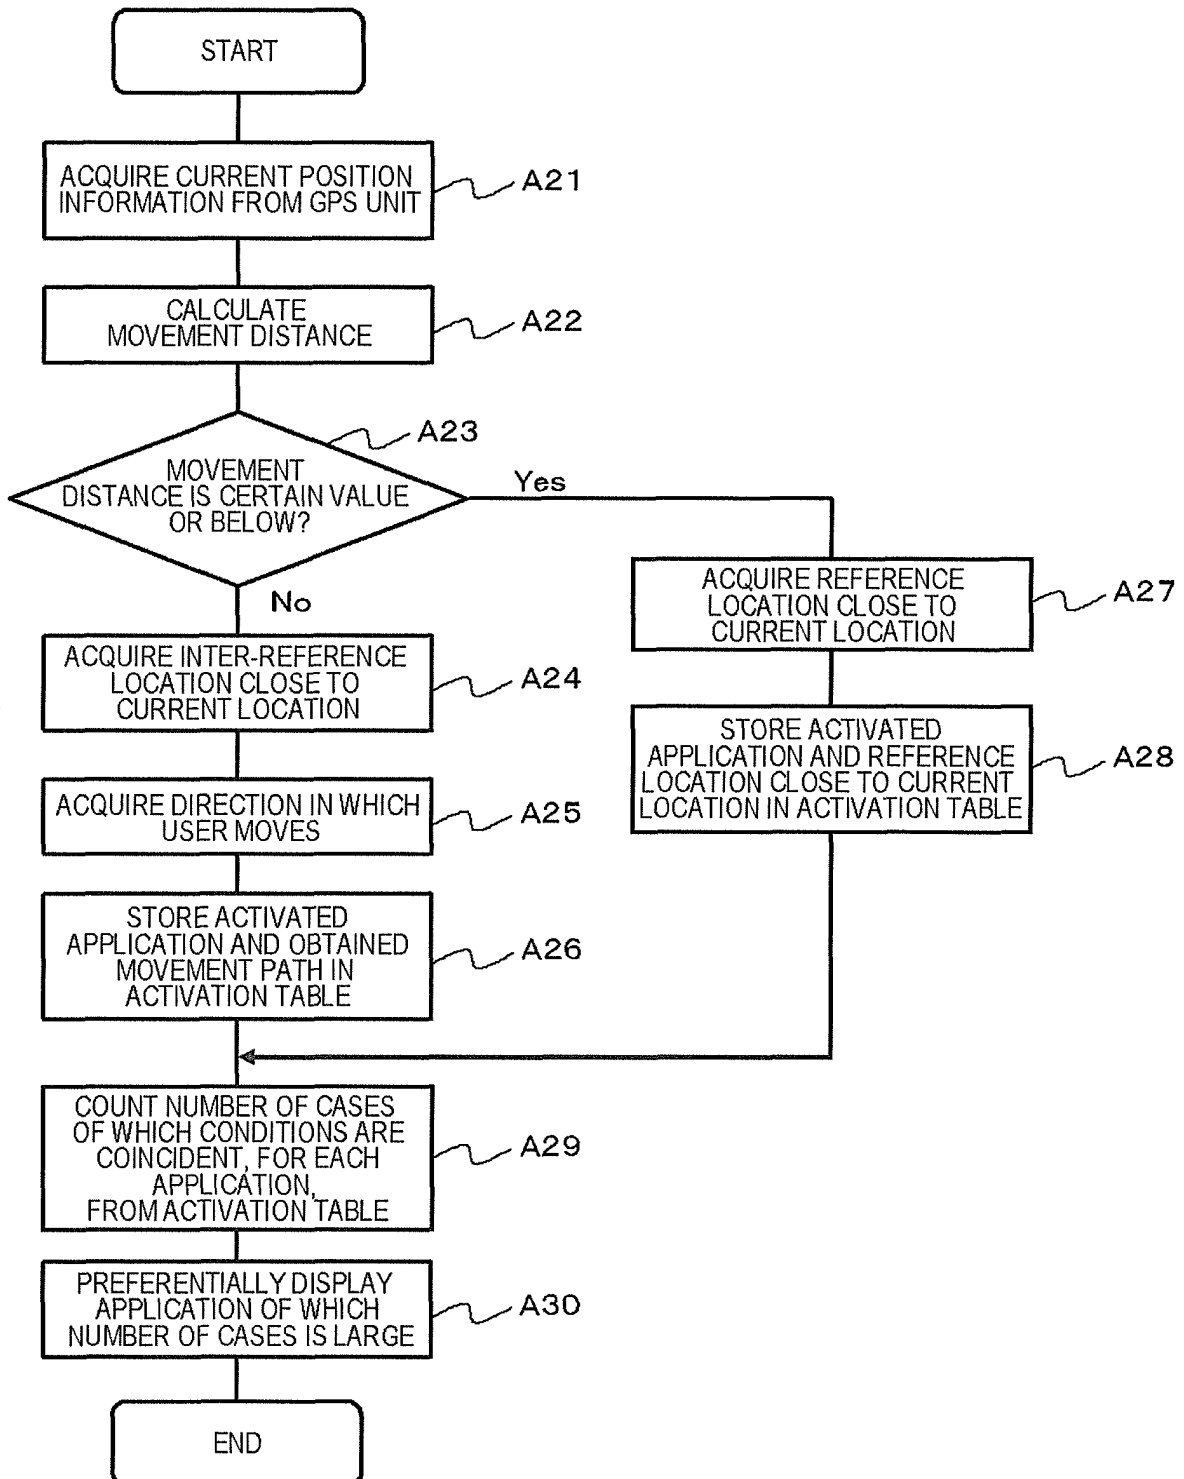 START
ACQUIRE CURRENT POSITION
INFORMATION FROM GPS UNIT
A21
CALCULATE
MOVEMENT DISTANCE
A22
A23
MOVEMENT
DISTANCE IS CERTAIN VALUE
OR BELOW?
Yes
No
ACQUIRE INTER-REFERENCE
LOCATION CLOSE TO
CURRENT LOCATION
A24
ACQUIRE DIRECTION IN WHICH
USER MOVES
A25
STORE ACTIVATED
APPLICATION AND OBTAINED
MOVEMENT PATH IN
ACTIVATION TABLE
A26
ACQUIRE REFERENCE
LOCATION CLOSE TO
CURRENT LOCATION
A27
STORE ACTIVATED
APPLICATION AND REFERENCE
LOCATION CLOSE TO CURRENT
LOCATION IN ACTIVATION TABLE
A28
COUNT NUMBER OF CASES
OF WHICH CONDITIONS ARE
COINCIDENT, FOR EACH
APPLICATION,
FROM ACTIVATION TABLE
A29
PREFERENTIALLY DISPLAY
APPLICATION OF WHICH
NUMBER OF CASES IS LARGE
A30
END